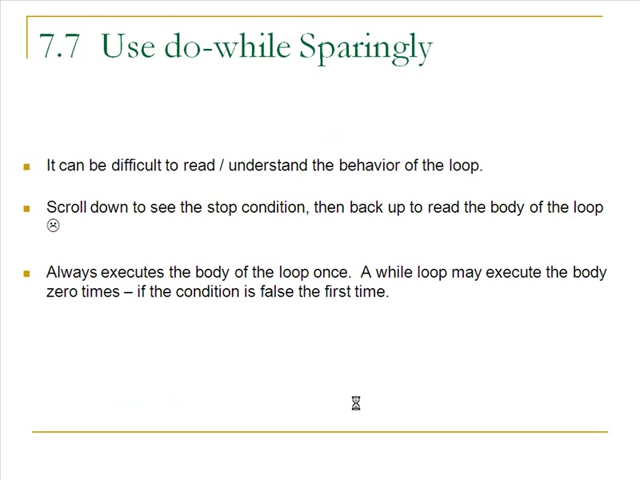 7.7 Use do-while Sparingly
It can be difficult to read / understand the behavior of the loop.
Scroll down to see the stop condition, then back up to read the body of the loop
☹
Always executes the body of the loop once. A while loop may execute the body
zero times – if the condition is false the first time.